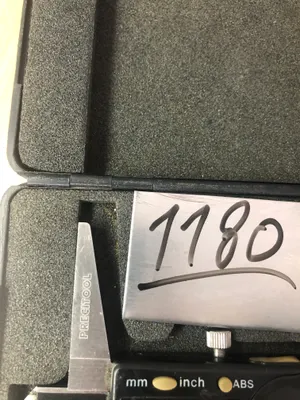 1180
PRECITOOL
mm inch ABS